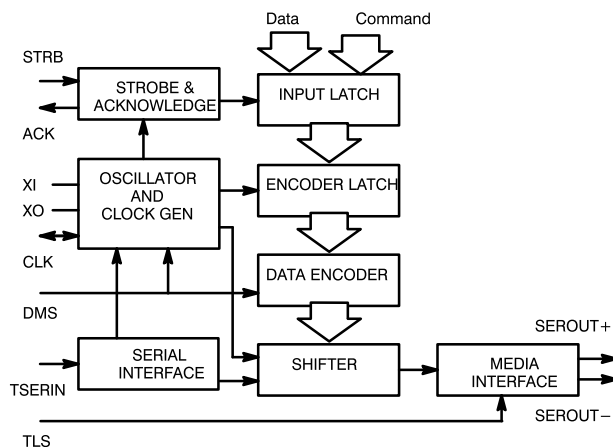 Data
Command
STRB
STROBE &
ACKNOWLEDGE
INPUT LATCH
ACK
XI
XO
OSCILLATOR
AND
CLOCK GEN
ENCODER LATCH
CLK
DATA ENCODER
DMS
SEROUT+
TSERIN
SERIAL
INTERFACE
SHIFTER
MEDIA
INTERFACE
SEROUT−
TLS